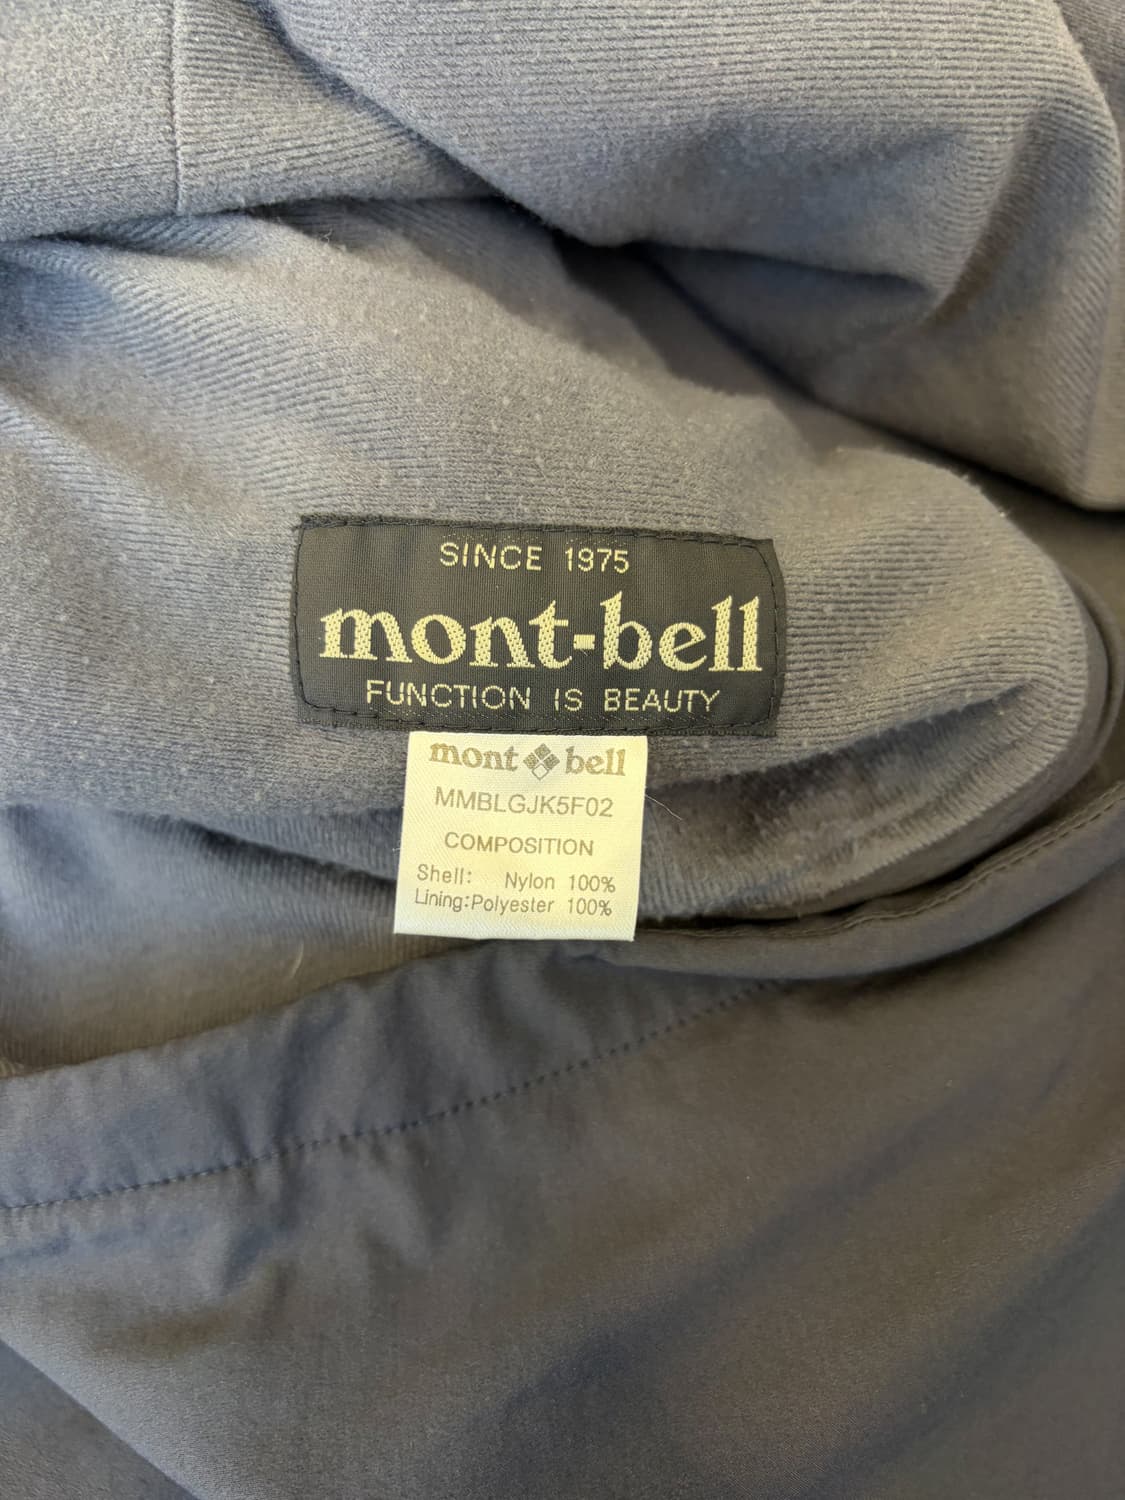 SINCE 1975
mont-bell
FUNCTION IS BEAUTY
mont bell
MMBLGJK5F02
COMPOSITION
Shell: Nylon 100%
Lining:Polyester 100%